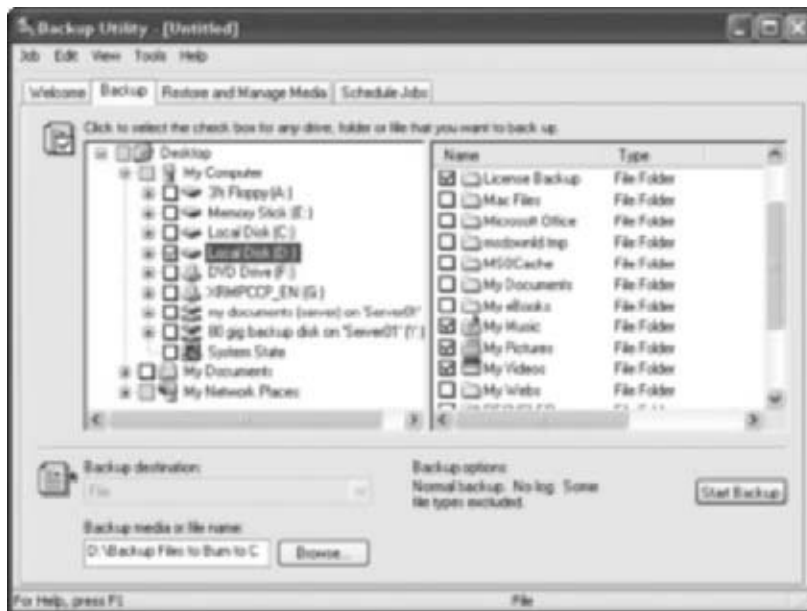 Backup Utility - [Untitled]
Job Edit View Tools Help
Welcome Backup Restore and Manage Media Schedule Jobs
Click to select the check box for any drive, folder or file that you want to back up.
Desktop
My Computer
3½ Floppy (A:)
Memory Stick (E:)
Local Disk (C:)
Local Disk (D:)
DVD Drive (F:)
XRMPCCP_EN (G:)
my documents (server) on 'Server01'
80 gig backup disk on 'Server01' (Y:)
System State
My Documents
My Network Places
Name Type
License Backup File Folder
Mac Files File Folder
Microsoft Office File Folder
msdownld.tmp File Folder
MSOCache File Folder
My Documents File Folder
My eBooks File Folder
My Music File Folder
My Pictures File Folder
My Videos File Folder
My Webs File Folder
Backup destination:
File
Backup media or file name:
D:\Backup Files to Burn to C
Browse...
Backup options:
Normal backup. No log. Some
file types excluded.
Start Backup
For Help, press F1 File